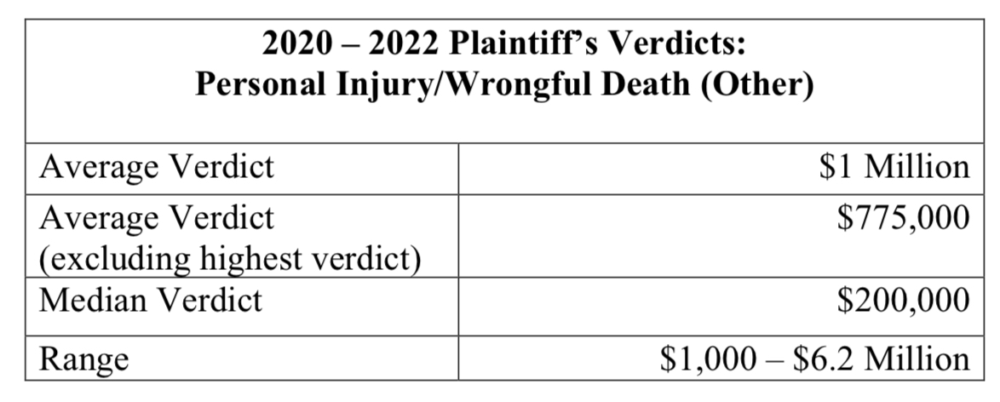 2020 – 2022 Plaintiff’s Verdicts:
Personal Injury/Wrongful Death (Other)
Average Verdict
$1 Million
Average Verdict
(excluding highest verdict)
$775,000
Median Verdict
$200,000
Range
$1,000 – $6.2 Million